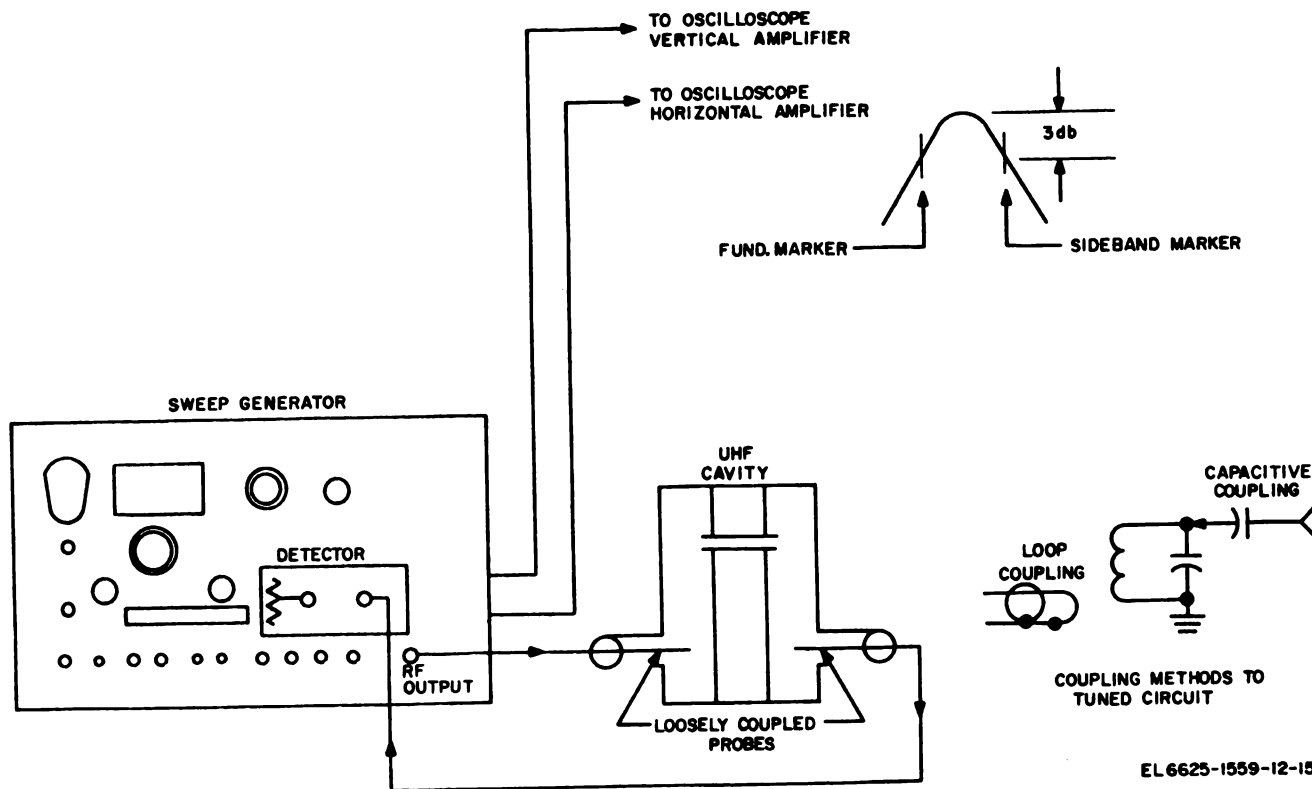 TO OSCILLOSCOPE
VERTICAL AMPLIFIER
TO OSCILLOSCOPE
HORIZONTAL AMPLIFIER
3db
FUND. MARKER
SIDEBAND MARKER
SWEEP GENERATOR
DETECTOR
RF
OUTPUT
UHF
CAVITY
LOOSELY COUPLED
PROBES
CAPACITIVE
COUPLING
LOOP
COUPLING
COUPLING METHODS TO
TUNED CIRCUIT
EL6625-1559-12-15